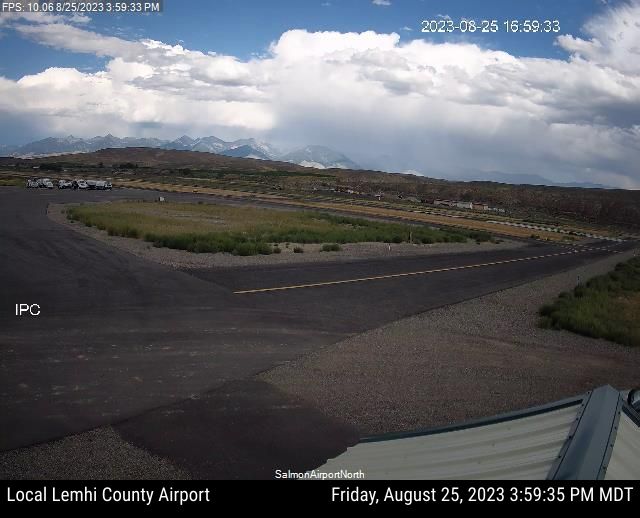 FPS: 10.06 8/25/2023 3:59:33 PM
2023-08-25 16:59:33
IPC
SalmonAirportNorth
Local Lemhi County Airport
Friday, August 25, 2023 3:59:35 PM MDT